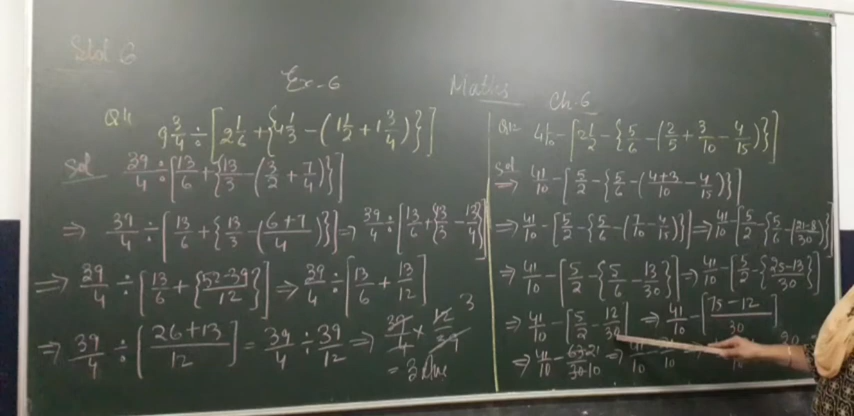 Std 6
Ex-6
Maths
Ch-6
Q1
9 3/4 ÷ [2 1/6 + {4 1/3 - (1 1/2 + 1 3/4)}]
Sol 39/4 ÷ [13/6 + {13/3 - (3/2 + 7/4)}]
⇒ 39/4 ÷ [13/6 + {13/3 - (6+7/4)}] ⇒ 39/4 ÷ [13/6 + {13/3 - 13/4}]
⇒ 39/4 ÷ [13/6 + {52-39/12}] ⇒ 39/4 ÷ [13/6 + 13/12]
⇒ 39/4 ÷ [26+13/12] = 39/4 ÷ 39/12 ⇒ 39/4 × 12/39 3
= 3 Ans
Q2 4 1/10 - [2 1/2 - {5/6 - (2/5 + 3/10 - 4/15)}]
Sol
⇒ 41/10 - [5/2 - {5/6 - (4+3/10 - 4/15)}]
⇒ 41/10 - [5/2 - {5/6 - (7/10 - 4/15)}] ⇒ 41/10 - [5/2 - {5/6 - (21-8/30)}]
⇒ 41/10 - [5/2 - {5/6 - 13/30}] ⇒ 41/10 - [5/2 - {25-13/30}]
⇒ 41/10 - [5/2 - 12/30] ⇒ 41/10 - [75-12/30]
⇒ 41/10 - 63/30 21/10 ⇒